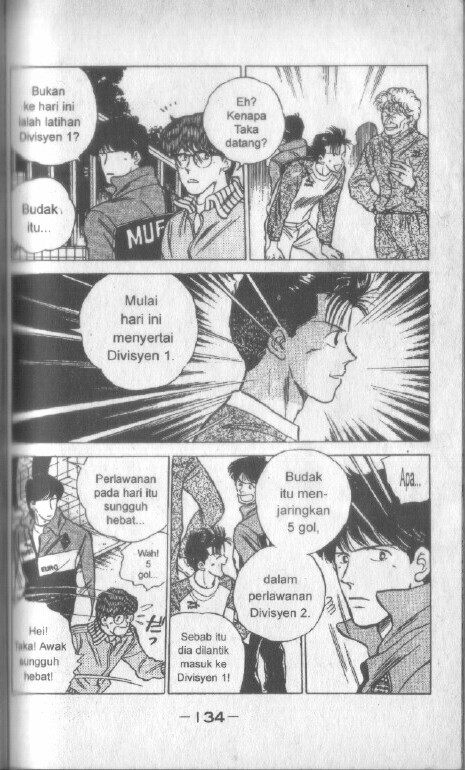 Bukan
ke hari ini
ialah latihan
Divisyen 1?
Eh?
Kenapa
Taka
datang?
Budak
itu...
MUF
Mulai
hari ini
menyertai
Divisyen 1.
Perlawanan
pada hari itu
sungguh
hebat...
Wah!
5
gol...
EURO
Hei!
Taka! Awak
sungguh
hebat!
Budak
itu men-
jaringkan
5 gol,
dalam
perlawanan
Divisyen 2.
Sebab itu
dia dilantik
masuk ke
Divisyen 1!
Apa...
—134—